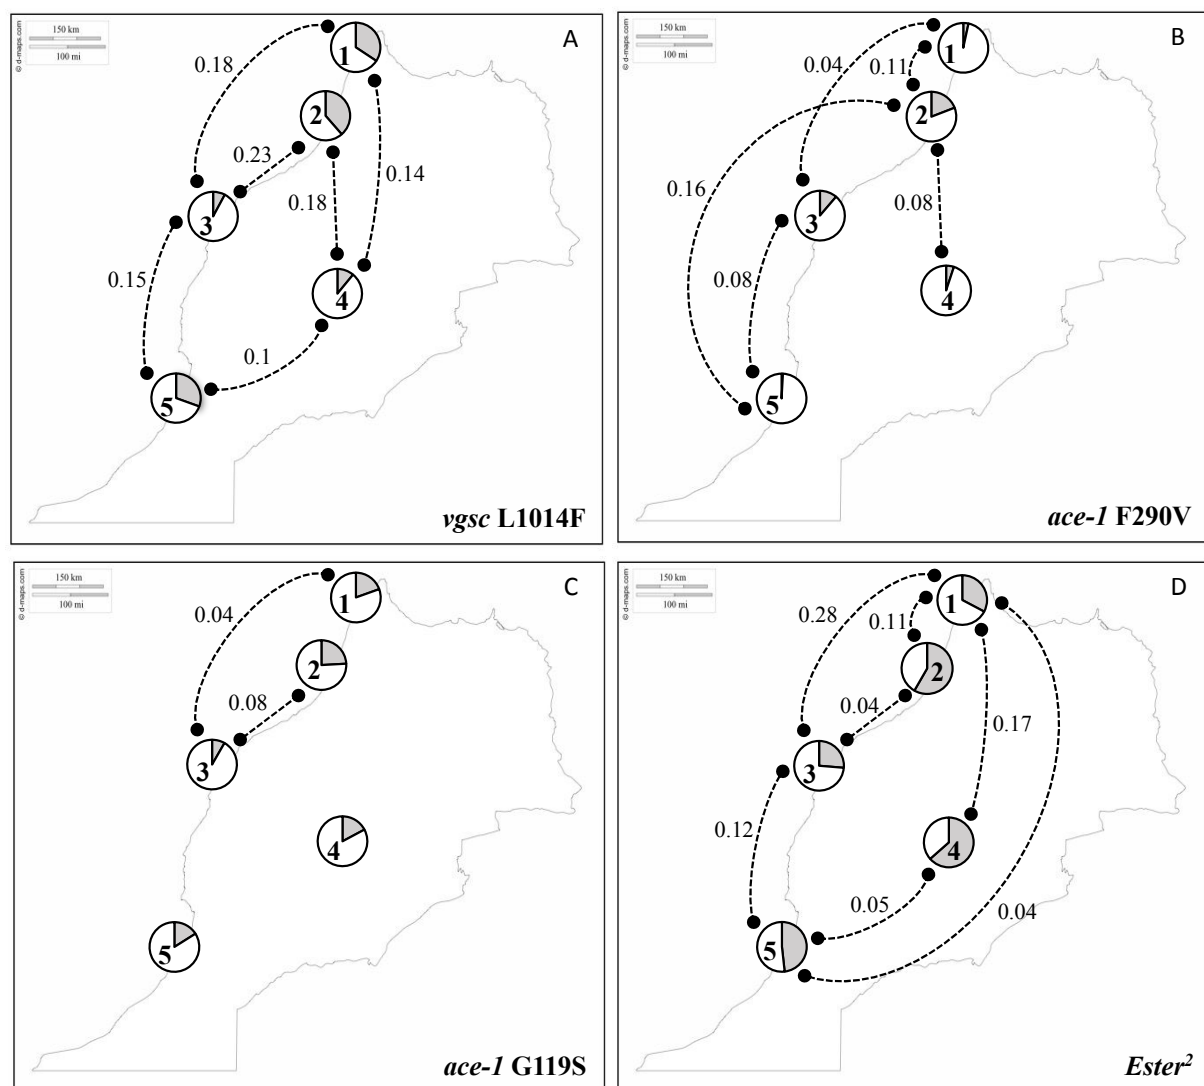 150 km
100 mi
© d-maps.com
A
1
0.18
2
0.23
0.14
0.18
3
0.15
4
0.1
5
vgsc L1014F
150 km
100 mi
© d-maps.com
B
1
0.04
0.11
2
0.16
0.08
3
0.08
4
5
ace-1 F290V
150 km
100 mi
© d-maps.com
C
1
0.04
2
0.08
3
4
5
ace-1 G119S
150 km
100 mi
© d-maps.com
D
1
0.28
0.11
2
0.04
0.17
3
0.12
4
0.05
0.04
5
Ester²